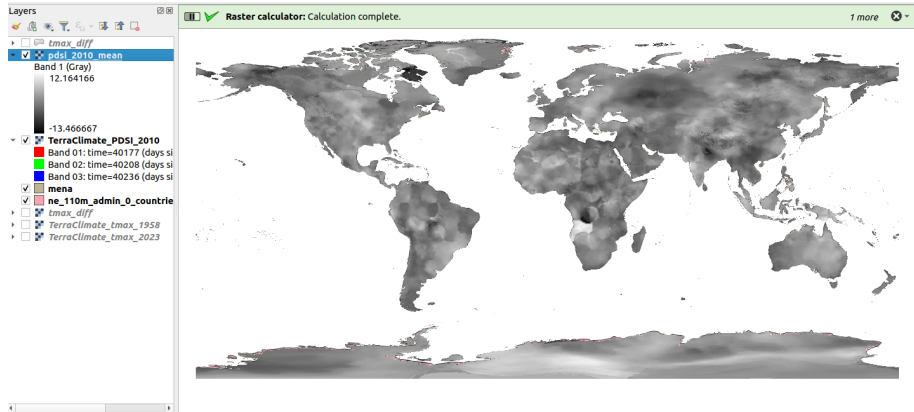 Layers
Raster calculator: Calculation complete.
1 more
tmax_diff
pdsi_2010_mean
Band 1 (Gray)
12.164166
-13.466667
TerraClimate_PDSI_2010
Band 01: time=40177 (days si
Band 02: time=40208 (days si
Band 03: time=40236 (days si
mena
ne_110m_admin_0_countrie
tmax_diff
TerraClimate_tmax_1958
TerraClimate_tmax_2023